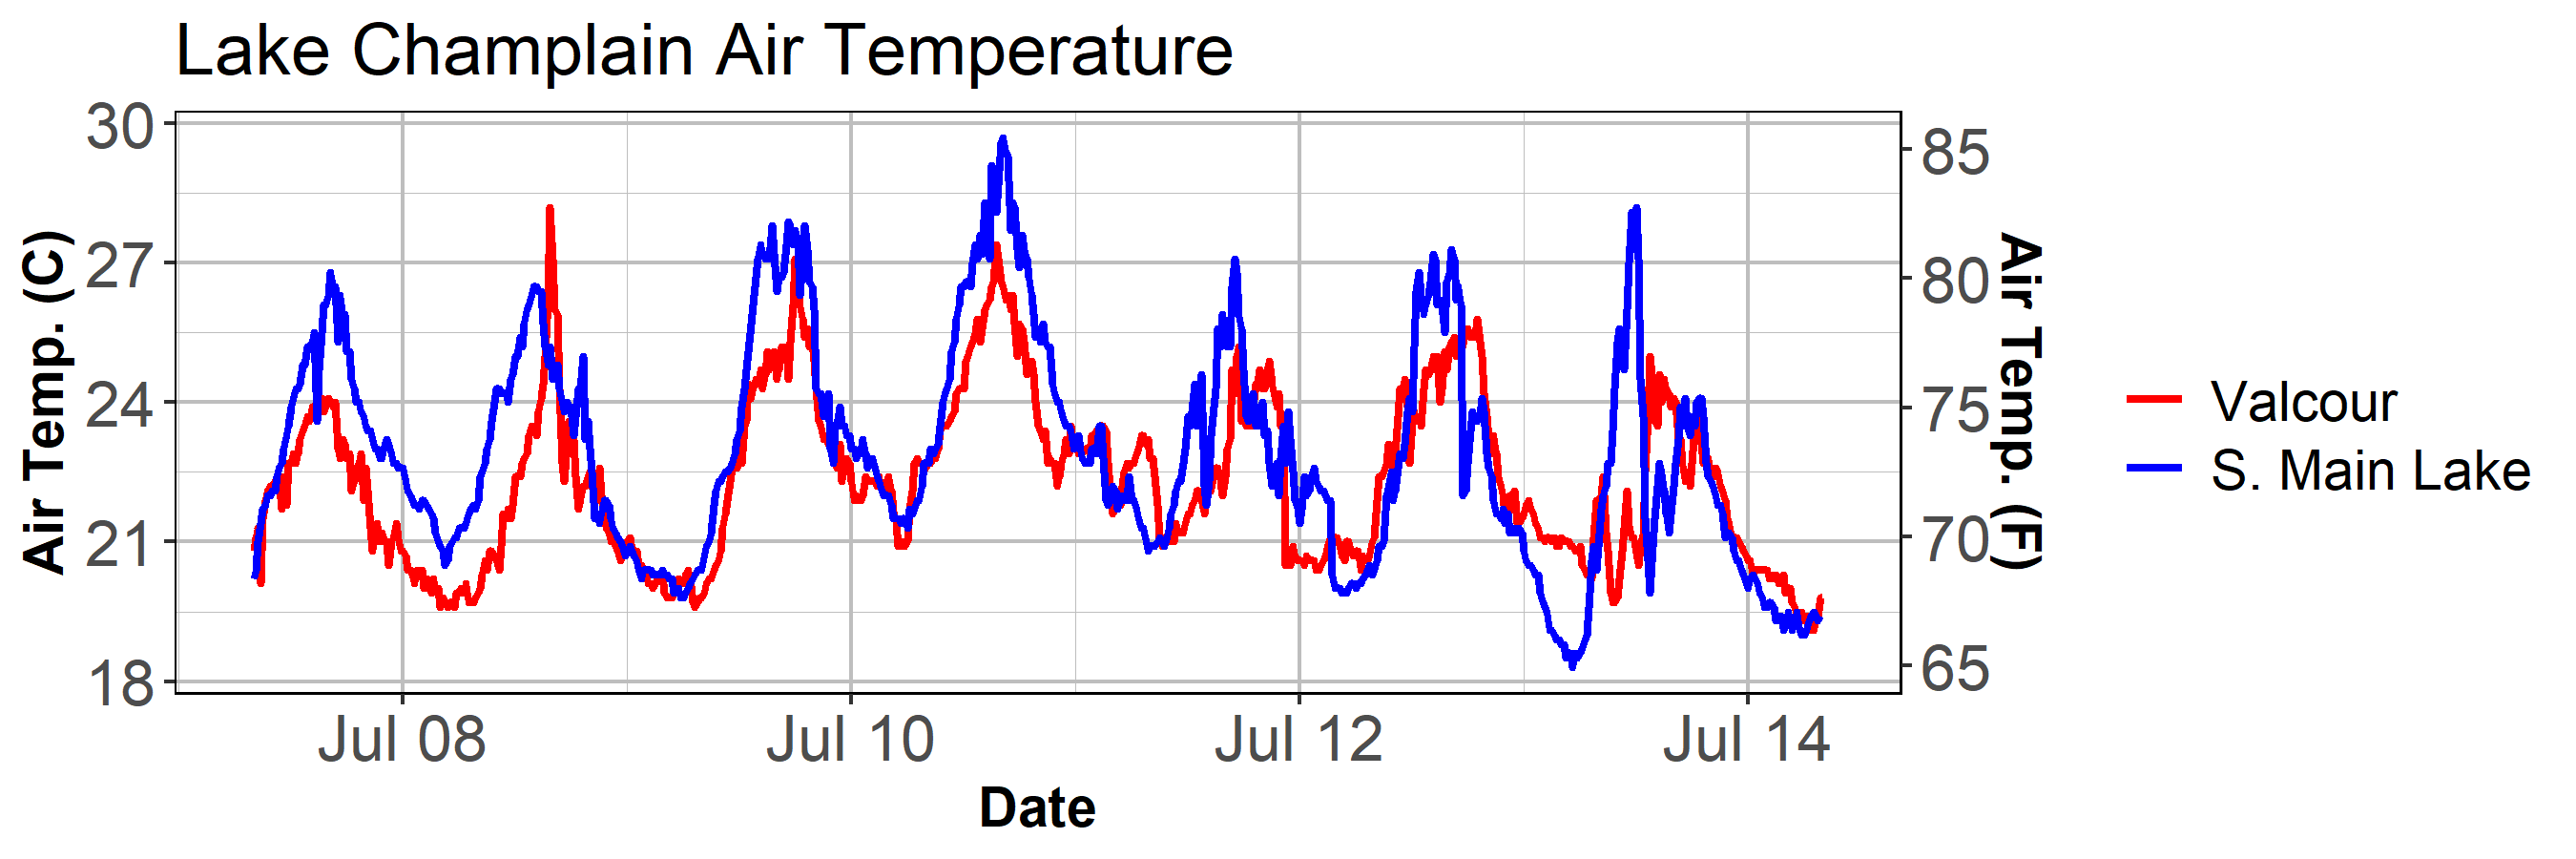 Lake Champlain Air Temperature
30
27
24
21
18
Air Temp. (C)
85
80
75
70
65
Air Temp. (F)
Jul 08
Jul 10
Jul 12
Jul 14
Date
Valcour
S. Main Lake